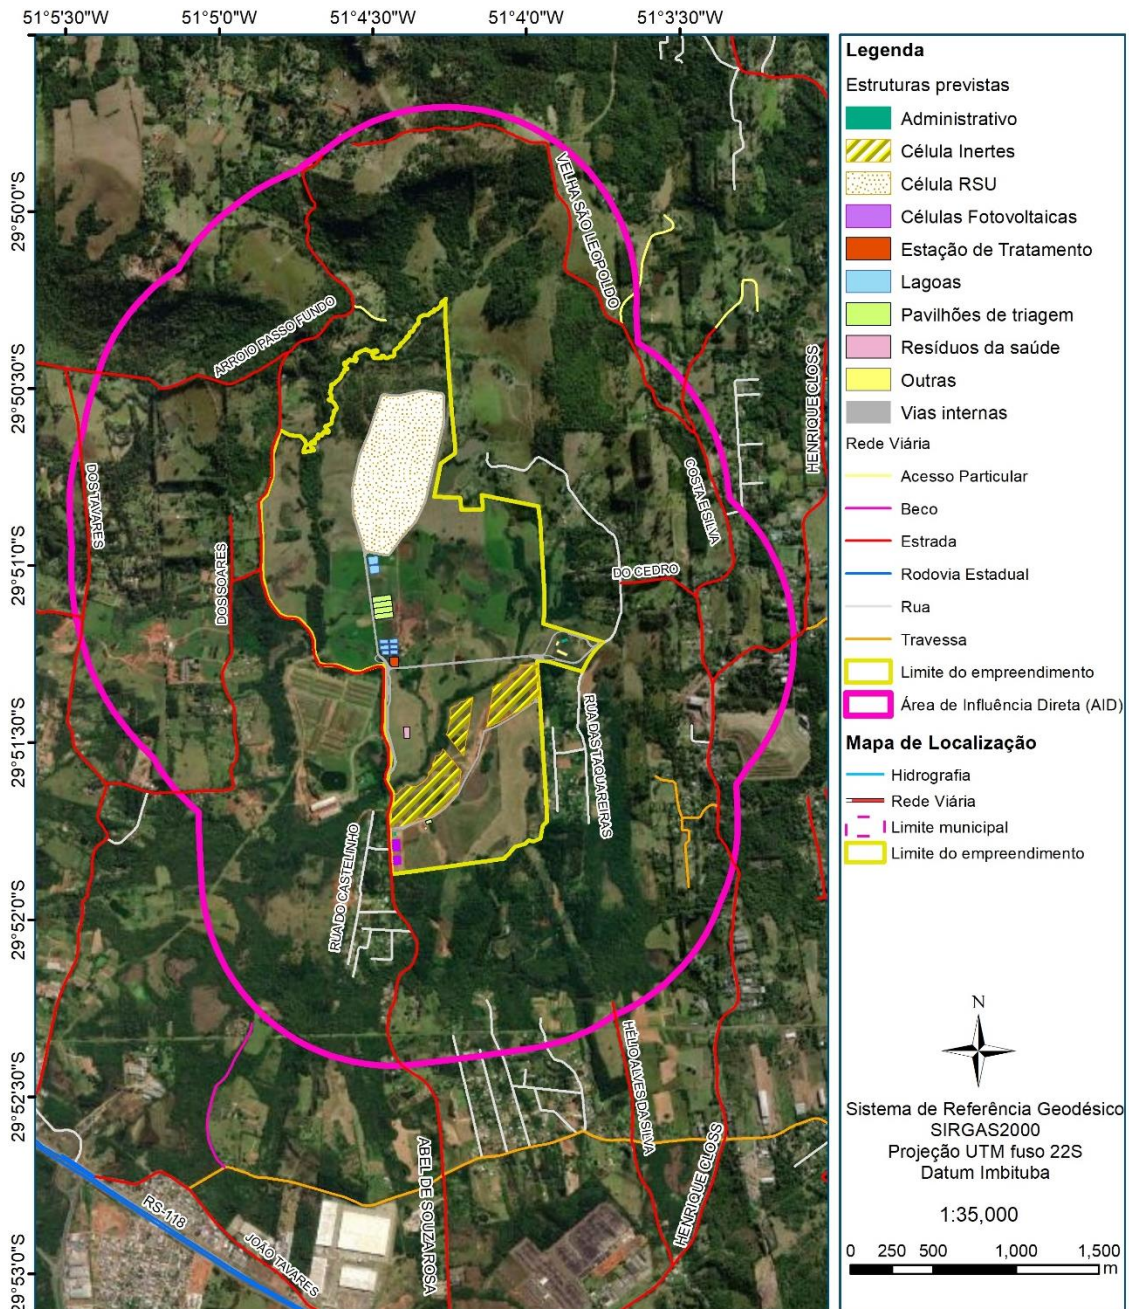 51°5'30"W 51°5'0"W 51°4'30"W 51°4'0"W 51°3'30"W
29°50'0"S
29°50'30"S
29°51'0"S
29°51'30"S
29°52'0"S
29°52'30"S
29°53'0"S
VELHA SÃO LEOPOLDO
ARROIO PASSO FUNDO
HENRIQUE CLOSS
DOS TAVARES
COSTA E SILVA
DOS SOARES
DO CEDRO
RUA DAS TAQUAREIRAS
RUA DO CASTELINHO
HÉLIO ALVES DA SILVA
ABEL DE SOUZA ROSA
HENRIQUE CLOSS
RS-118
JOÃO TAVARES
Legenda
Estruturas previstas
Administrativo
Célula Inertes
Célula RSU
Células Fotovoltaicas
Estação de Tratamento
Lagoas
Pavilhões de triagem
Resíduos da saúde
Outras
Vias internas
Rede Viária
Acesso Particular
Beco
Estrada
Rodovia Estadual
Rua
Travessa
Limite do empreendimento
Área de Influência Direta (AID)
Mapa de Localização
Hidrografia
Rede Viária
Limite municipal
Limite do empreendimento
N
Sistema de Referência Geodésico
SIRGAS2000
Projeção UTM fuso 22S
Datum Imbituba
1:35,000
0 250 500 1,000 1,500
m